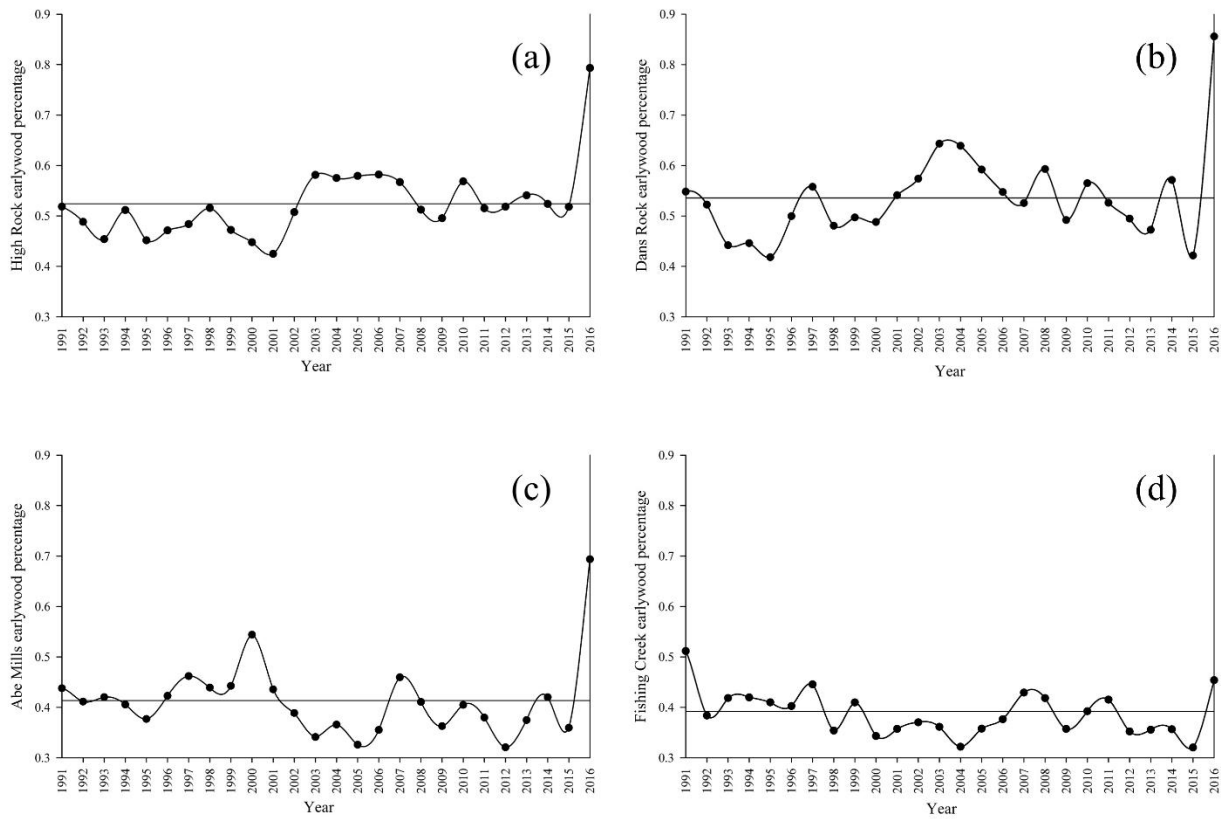 (a)
High Rock earlywood percentage
0.9
0.8
0.7
0.6
0.5
0.4
0.3
1991 1992 1993 1994 1995 1996 1997 1998 1999 2000 2001 2002 2003 2004 2005 2006 2007 2008 2009 2010 2011 2012 2013 2014 2015 2016
Year
(b)
Dans Rock earlywood percentage
0.9
0.8
0.7
0.6
0.5
0.4
0.3
1991 1992 1993 1994 1995 1996 1997 1998 1999 2000 2001 2002 2003 2004 2005 2006 2007 2008 2009 2010 2011 2012 2013 2014 2015 2016
Year
(c)
Abe Mills earlywood percentage
0.9
0.8
0.7
0.6
0.5
0.4
0.3
1991 1992 1993 1994 1995 1996 1997 1998 1999 2000 2001 2002 2003 2004 2005 2006 2007 2008 2009 2010 2011 2012 2013 2014 2015 2016
Year
(d)
Fishing Creek earlywood percentage
0.9
0.8
0.7
0.6
0.5
0.4
0.3
1991 1992 1993 1994 1995 1996 1997 1998 1999 2000 2001 2002 2003 2004 2005 2006 2007 2008 2009 2010 2011 2012 2013 2014 2015 2016
Year